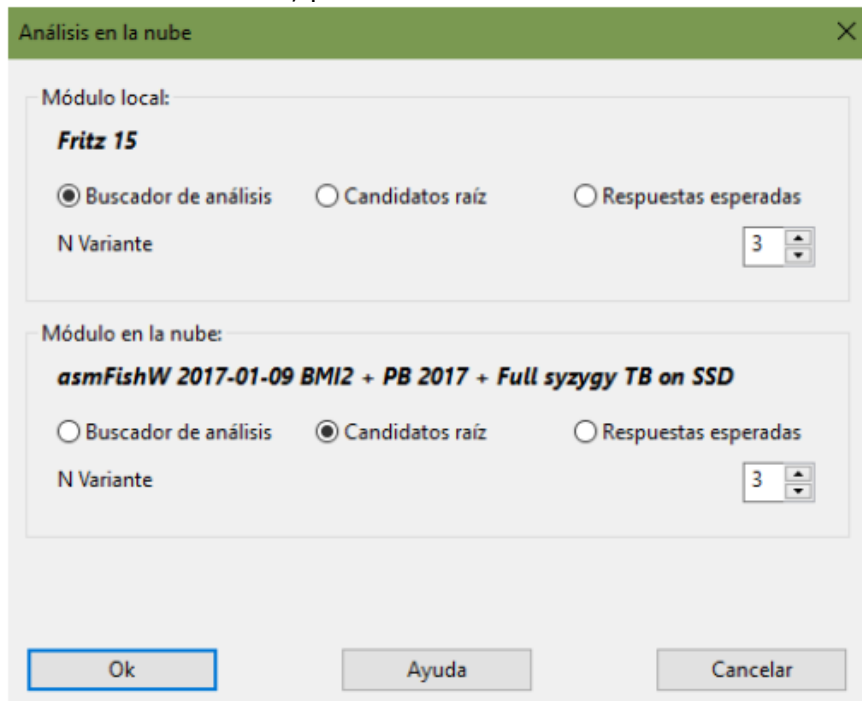 Análisis en la nube
Módulo local:
Fritz 15
Buscador de análisis Candidatos raíz Respuestas esperadas
N Variante 3
Módulo en la nube:
asmFishW 2017-01-09 BMI2 + PB 2017 + Full syzygy TB on SSD
Buscador de análisis Candidatos raíz Respuestas esperadas
N Variante 3
Ok Ayuda Cancelar